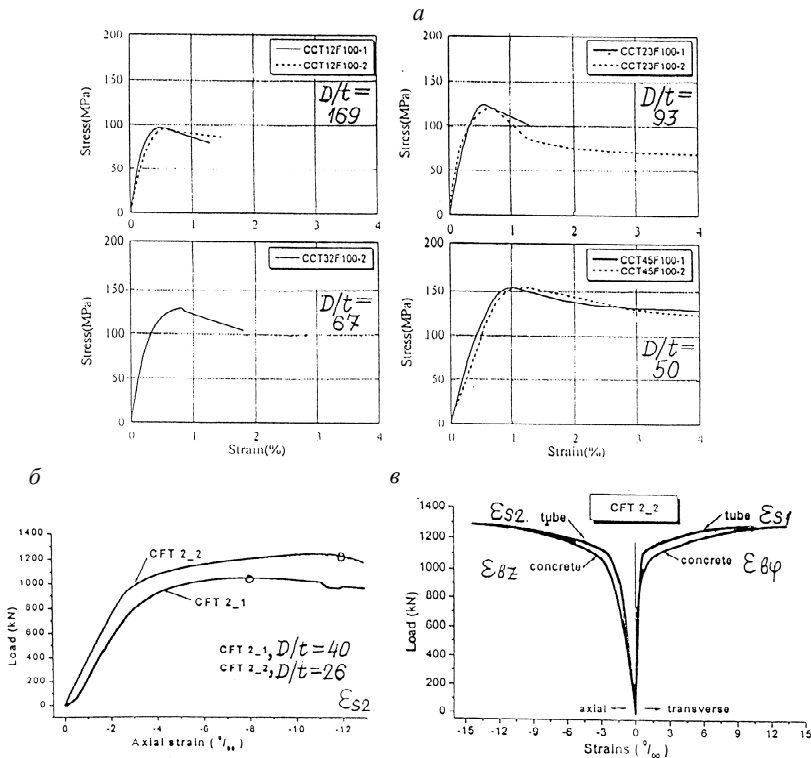 а
CCT12F100-1
CCT12F100-2
D/t=
169
200
150
100
50
0
Stress(MPa)
0 1 2 3 4
CCT23F100-1
CCT23F100-2
D/t=
93
200
150
100
50
0
Stress(MPa)
0 1 2 3 4
CCT32F100-2
D/t=
67
200
150
100
50
0
Stress(MPa)
0 1 2 3 4
Strain(%)
CCT45F100-1
CCT45F100-2
D/t=
50
200
150
100
50
0
Stress(MPa)
0 1 2 3 4
Strain(%)
б
1400
1200
1000
800
600
400
200
0
Load (kN)
CFT 2_2
CFT 2_1
CFT 2_1, D/t=40
CFT 2_2, D/t=26
εs2
0 -2 -4 -6 -8 -10 -12
Axial strain (º/₀₀)
в
1400
1200
1000
800
600
400
200
0
Load (kN)
CFT 2_2
εs2. tube
tube εs1
εbz concrete
concrete εbφ
axial
transverse
-15 -12 -9 -6 -3 0 3 6 9 12 15
Strains (º/₀₀)